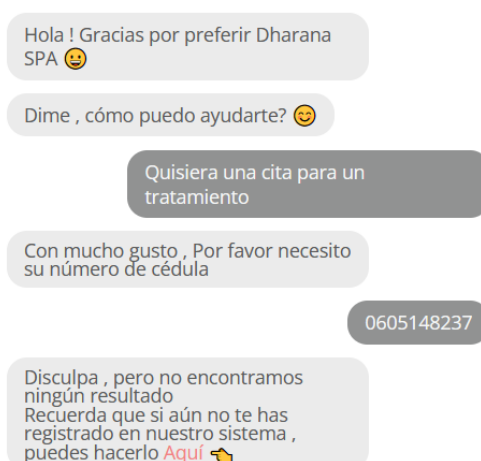 Hola ! Gracias por preferir Dharana
SPA 😀
Dime , cómo puedo ayudarte? 😊
Quisiera una cita para un
tratamiento
Con mucho gusto , Por favor necesito
su número de cédula
0605148237
Disculpa , pero no encontramos
ningún resultado
Recuerda que si aún no te has
registrado en nuestro sistema ,
puedes hacerlo Aquí 👈